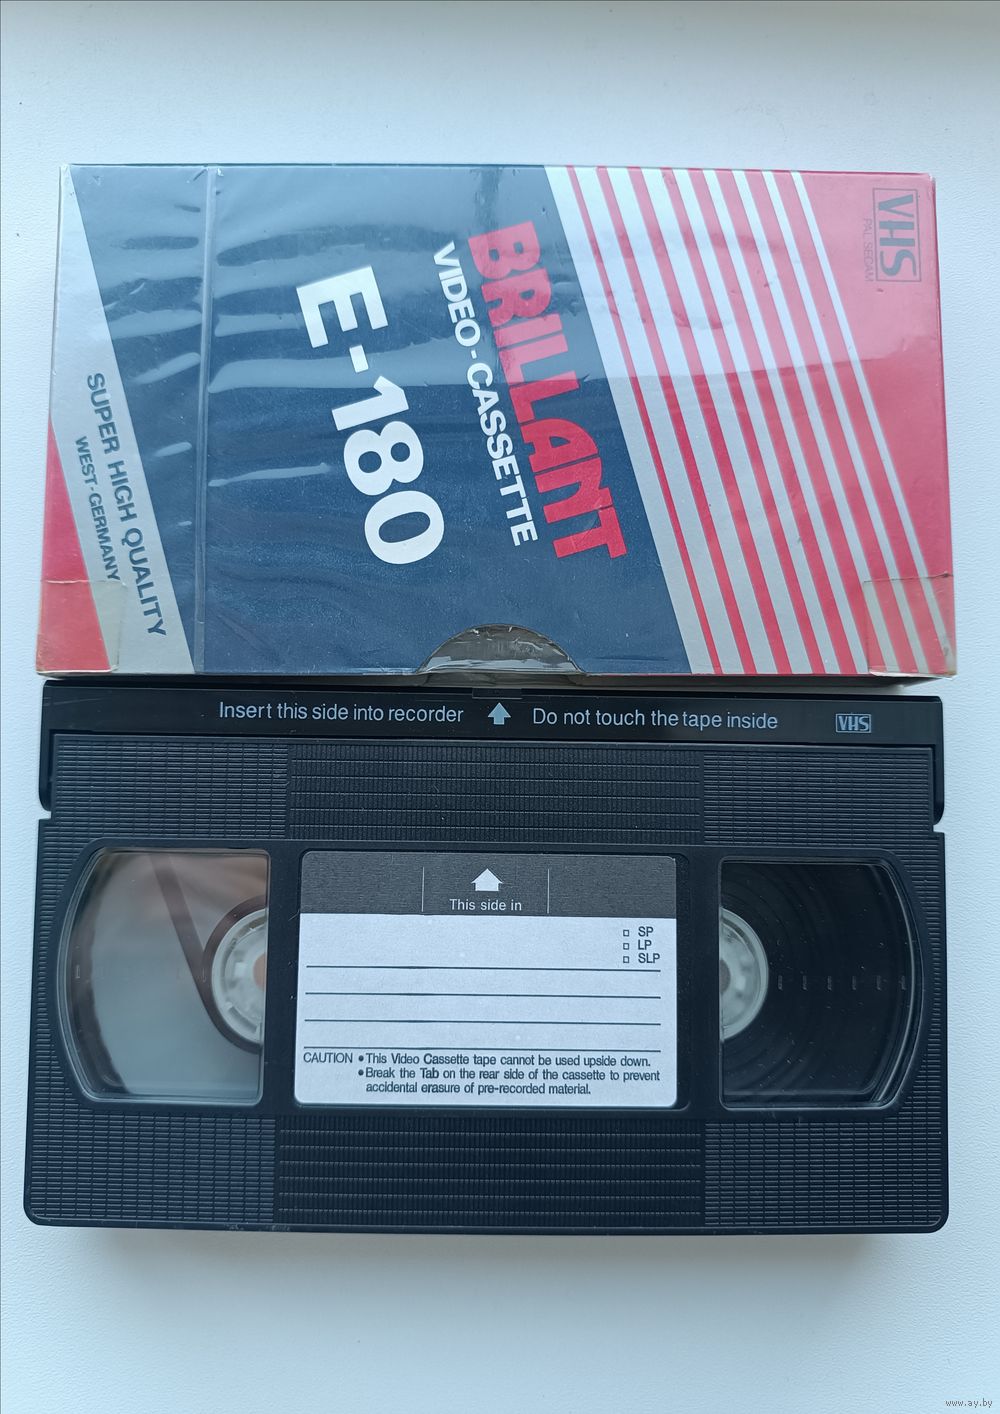 VHS
PAL SECAM
BRILLANT
VIDEO-CASSETTE
E-180
SUPER HIGH QUALITY
WEST-GERMANY
Insert this side into recorder Do not touch the tape inside VHS
This side in
SP
LP
SLP
CAUTION • This Video Cassette tape cannot be used upside down.
• Break the Tab on the rear side of the cassette to prevent
accidental erasure of pre-recorded material.
www.ay.by